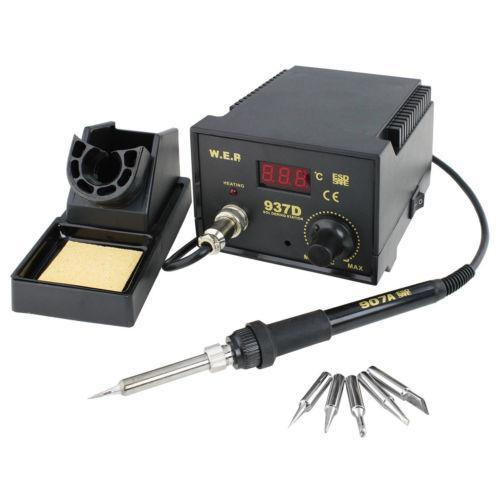 W.E.P
888 °C
ESD
SAFE
HEATING
CE
937D
SOLDERING STATION
MAX
907A